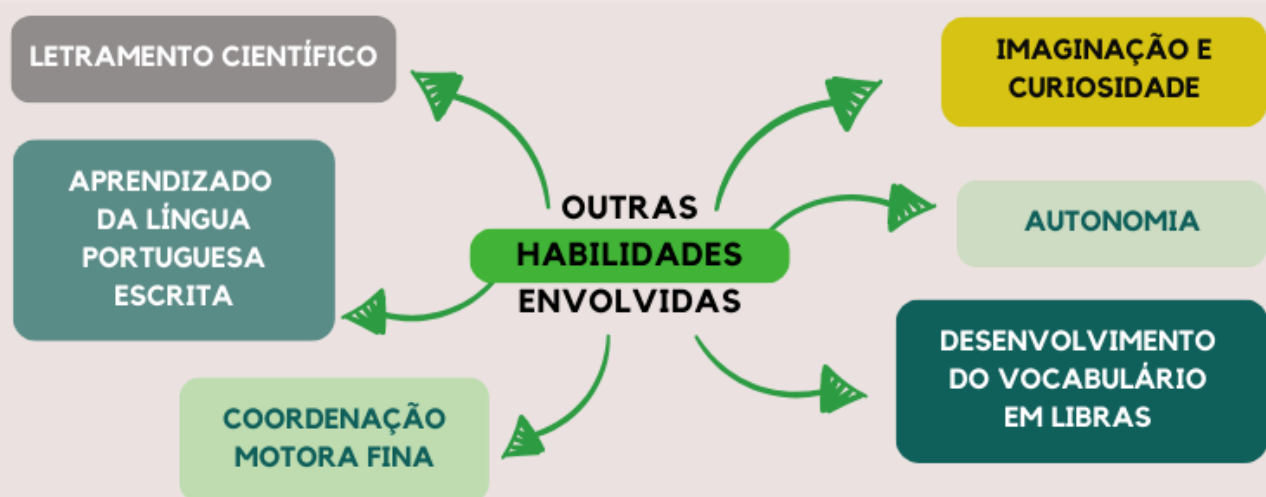 LETRAMENTO CIENTÍFICO
IMAGINAÇÃO E
CURIOSIDADE
APRENDIZADO
DA LÍNGUA
PORTUGUESA
ESCRITA
OUTRAS
HABILIDADES
ENVOLVIDAS
AUTONOMIA
COORDENAÇÃO
MOTORA FINA
DESENVOLVIMENTO
DO VOCABULÁRIO
EM LIBRAS